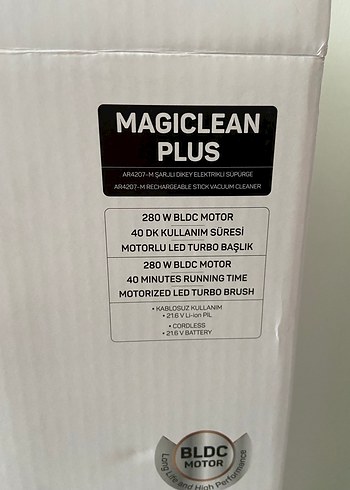 MAGICLEAN
PLUS
AR4207-M ŞARJLI DİKEY ELEKTRİKLİ SÜPÜRGE
AR4207-M RECHARGEABLE STICK VACUUM CLEANER
280 W BLDC MOTOR
40 DK KULLANIM SÜRESİ
MOTORLU LED TURBO BAŞLIK
280 W BLDC MOTOR
40 MINUTES RUNNING TIME
MOTORIZED LED TURBO BRUSH
• KABLOSUZ KULLANIM
• 21.6 V Li-ion PİL
• CORDLESS
• 21.6 V BATTERY
BLDC
MOTOR
Long Life and High Performance